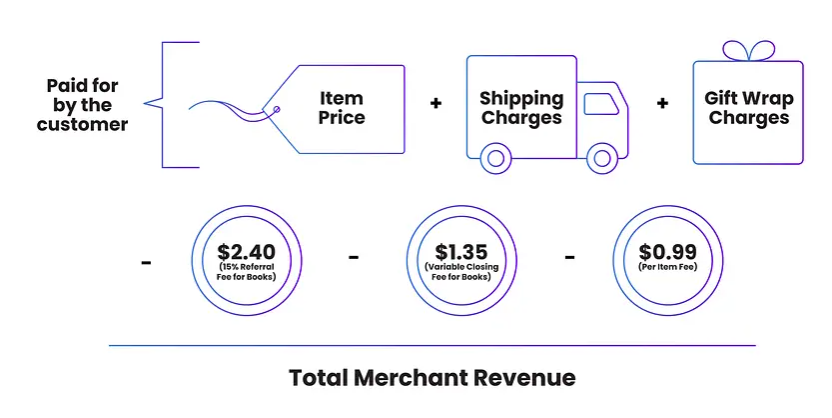 Paid for
by the
customer
Item
Price
+
Shipping
Charges
+
Gift Wrap
Charges
-
$2.40
(15% Referral
Fee for Books)
-
$1.35
(Variable Closing
Fee for Books)
-
$0.99
(Per Item Fee)
Total Merchant Revenue